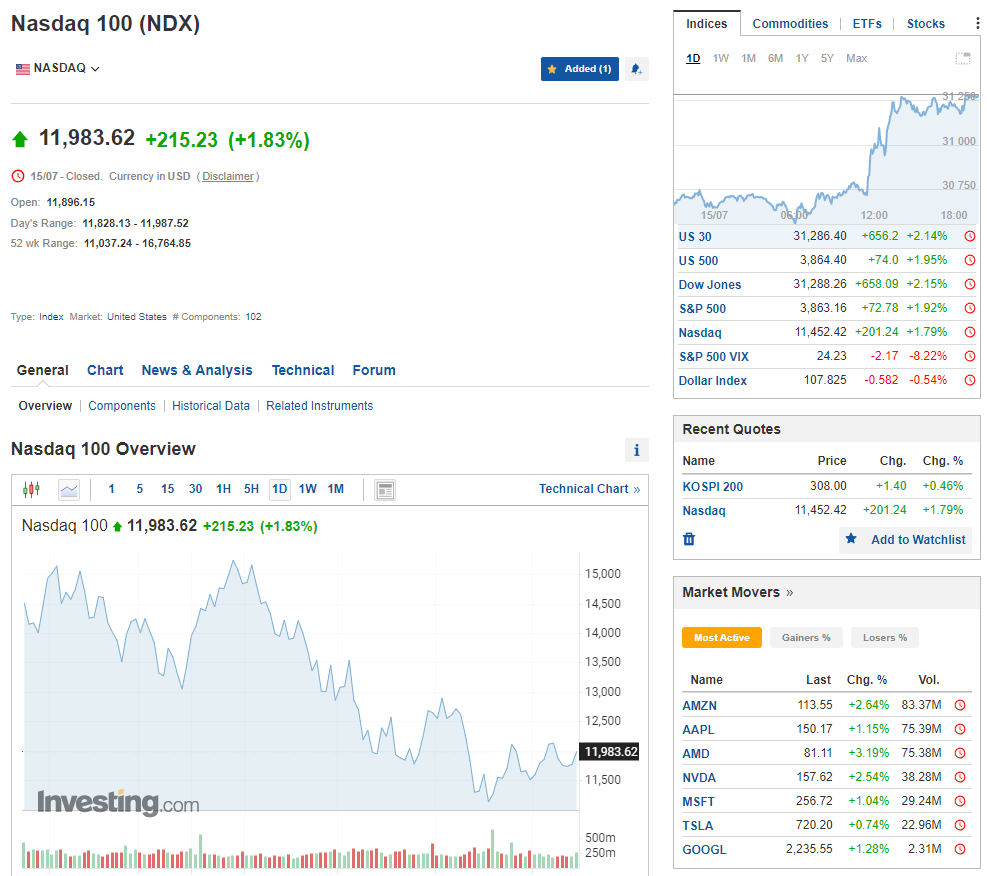 Nasdaq 100 (NDX)
NASDAQ
Added (1)
11,983.62 +215.23 (+1.83%)
15/07 - Closed. Currency in USD ( Disclaimer )
Open: 11,896.15
Day's Range: 11,828.13 - 11,987.52
52 wk Range: 11,037.24 - 16,764.85
Type: Index Market: United States # Components: 102
General Chart News & Analysis Technical Forum
Overview Components Historical Data Related Instruments
Nasdaq 100 Overview
i
1 5 15 30 1H 5H 1D 1W 1M
Technical Chart »
Nasdaq 100 11,983.62 +215.23 (+1.83%)
15,000
14,500
14,000
13,500
13,000
12,500
11,983.62
11,500
Investing.com
500m
250m
Indices Commodities ETFs Stocks
1D 1W 1M 6M 1Y 5Y Max
31 250
31 000
30 750
15/07 06:00 12:00 18:00
US 30 31,286.40 +656.2 +2.14%
US 500 3,864.40 +74.0 +1.95%
Dow Jones 31,288.26 +658.09 +2.15%
S&P 500 3,863.16 +72.78 +1.92%
Nasdaq 11,452.42 +201.24 +1.79%
S&P 500 VIX 24.23 -2.17 -8.22%
Dollar Index 107.825 -0.582 -0.54%
Recent Quotes
Name Price Chg. Chg. %
KOSPI 200 308.00 +1.40 +0.46%
Nasdaq 11,452.42 +201.24 +1.79%
Add to Watchlist
Market Movers »
Most Active Gainers % Losers %
Name Last Chg. % Vol.
AMZN 113.55 +2.64% 83.37M
AAPL 150.17 +1.15% 75.39M
AMD 81.11 +3.19% 75.38M
NVDA 157.62 +2.54% 38.28M
MSFT 256.72 +1.04% 29.24M
TSLA 720.20 +0.74% 22.96M
GOOGL 2,235.55 +1.28% 2.31M